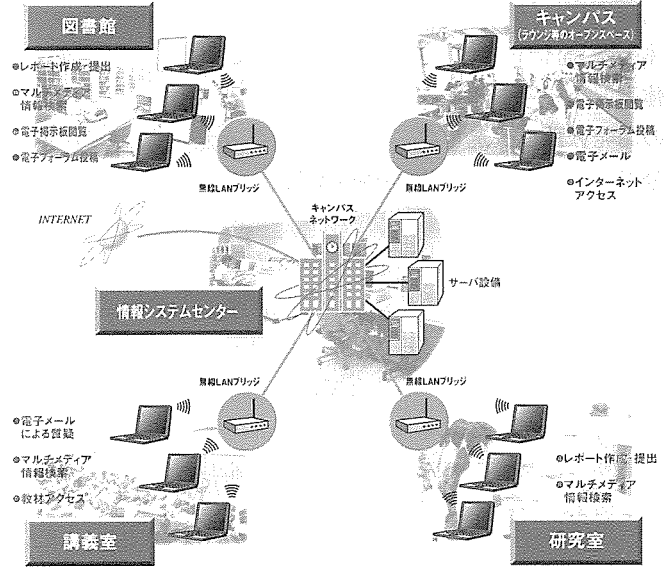 図書館
●レポート作成・提出
●マルチメディア
情報検索
●電子掲示板閲覧
●電子フォーラム投稿
無線LANブリッジ
キャンパス
(ラウンジ等のオープンスペース)
●マルチメディア
情報検索
●電子掲示板閲覧
●電子フォーラム投稿
●電子メール
●インターネット
アクセス
無線LANブリッジ
INTERNET
キャンパス
ネットワーク
サーバ設備
情報システムセンター
無線LANブリッジ
●電子メール
による質疑
●マルチメディア
情報検索
●教材アクセス
講義室
無線LANブリッジ
●レポート作成・提出
●マルチメディア
情報検索
研究室